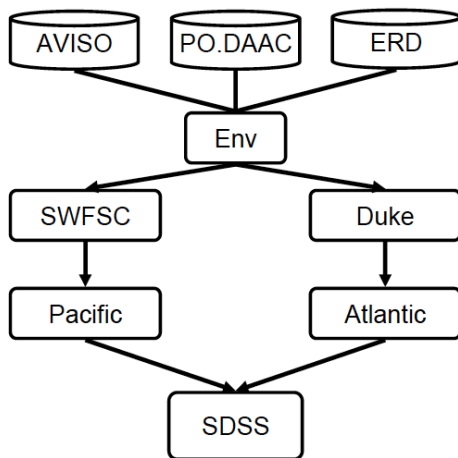 AVISO
PO.DAAC
ERD
Env
SWFSC
Duke
Pacific
Atlantic
SDSS